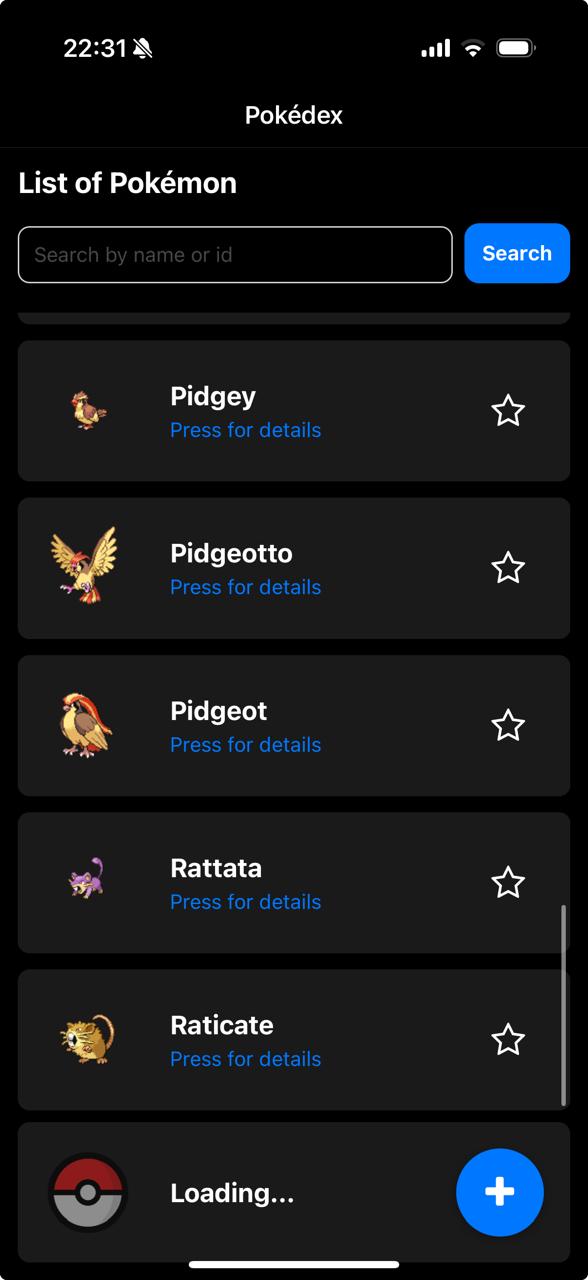 22:31
Pokédex
List of Pokémon
Search by name or id
Search
Pidgey
Press for details
Pidgeotto
Press for details
Pidgeot
Press for details
Rattata
Press for details
Raticate
Press for details
Loading...